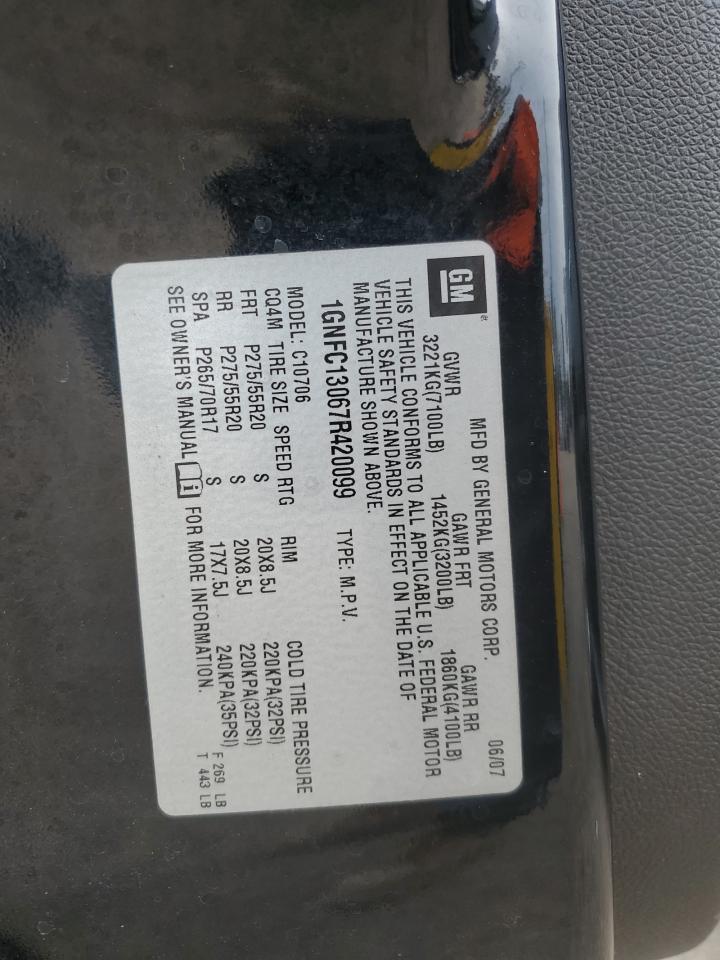 GM
MFD BY GENERAL MOTORS CORP. 06/07
GVWR GAWR FRT GAWR RR
3221KG(7100LB) 1452KG(3200LB) 1860KG(4100LB)
THIS VEHICLE CONFORMS TO ALL APPLICABLE U.S. FEDERAL MOTOR
VEHICLE SAFETY STANDARDS IN EFFECT ON THE DATE OF
MANUFACTURE SHOWN ABOVE.
1GNFC13067R420099 TYPE: M.P.V.
MODEL: C10706
CQ4M TIRE SIZE SPEED RTG RIM COLD TIRE PRESSURE
FRT P275/55R20 S 20X8.5J 220KPA(32PSI)
RR P275/55R20 S 20X8.5J 220KPA(32PSI)
SPA P265/70R17 S 17X7.5J 240KPA(35PSI)
SEE OWNER'S MANUAL i FOR MORE INFORMATION.
F 269 LB
T 443 LB